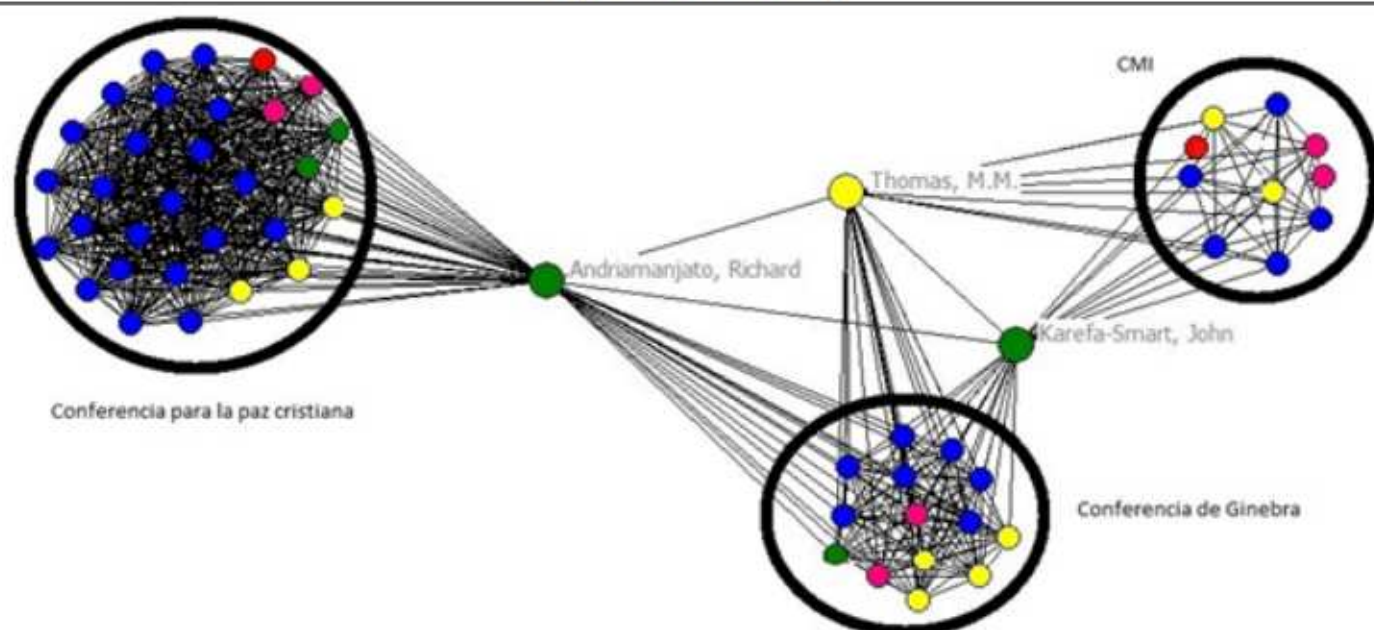 CMI
Thomas, M.M.
Andriamanjato, Richard
Karefa-Smart, John
Conferencia para la paz cristiana
Conferencia de Ginebra